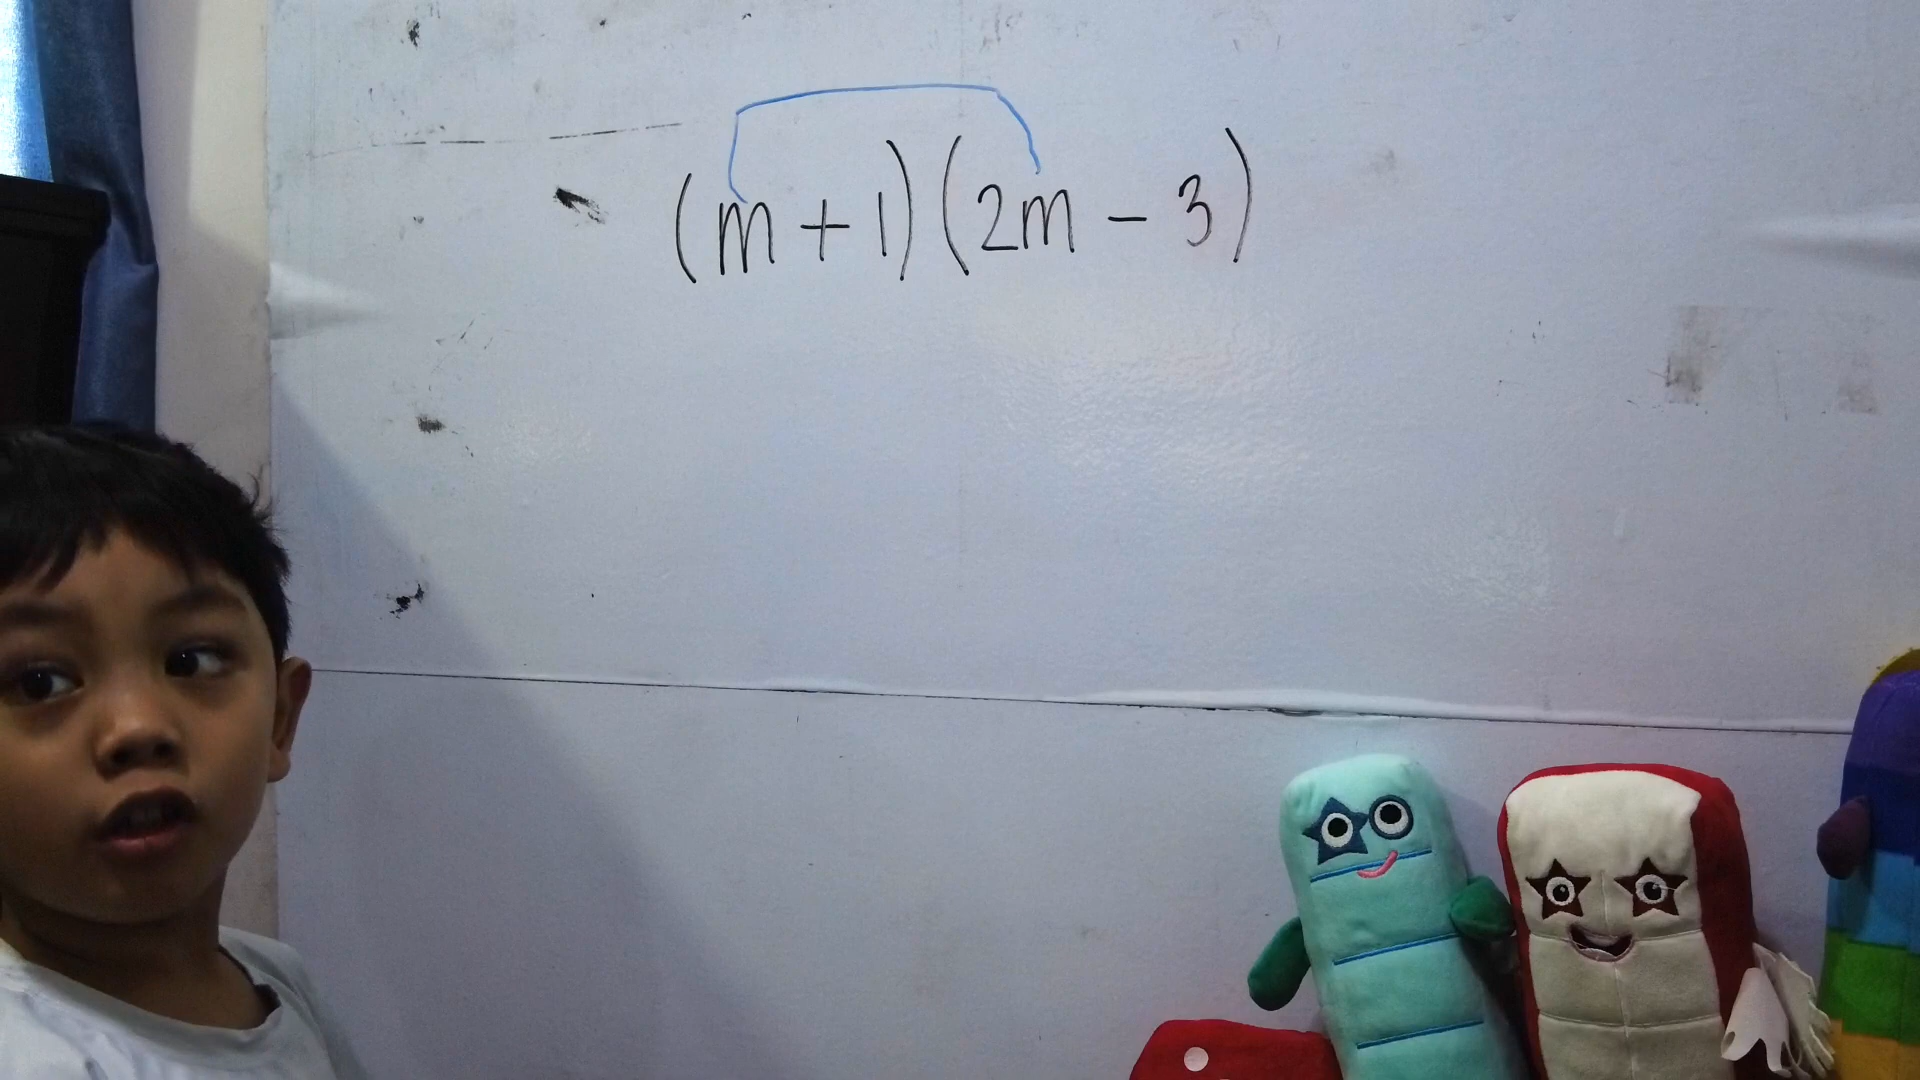 (m + 1)(2m - 3)